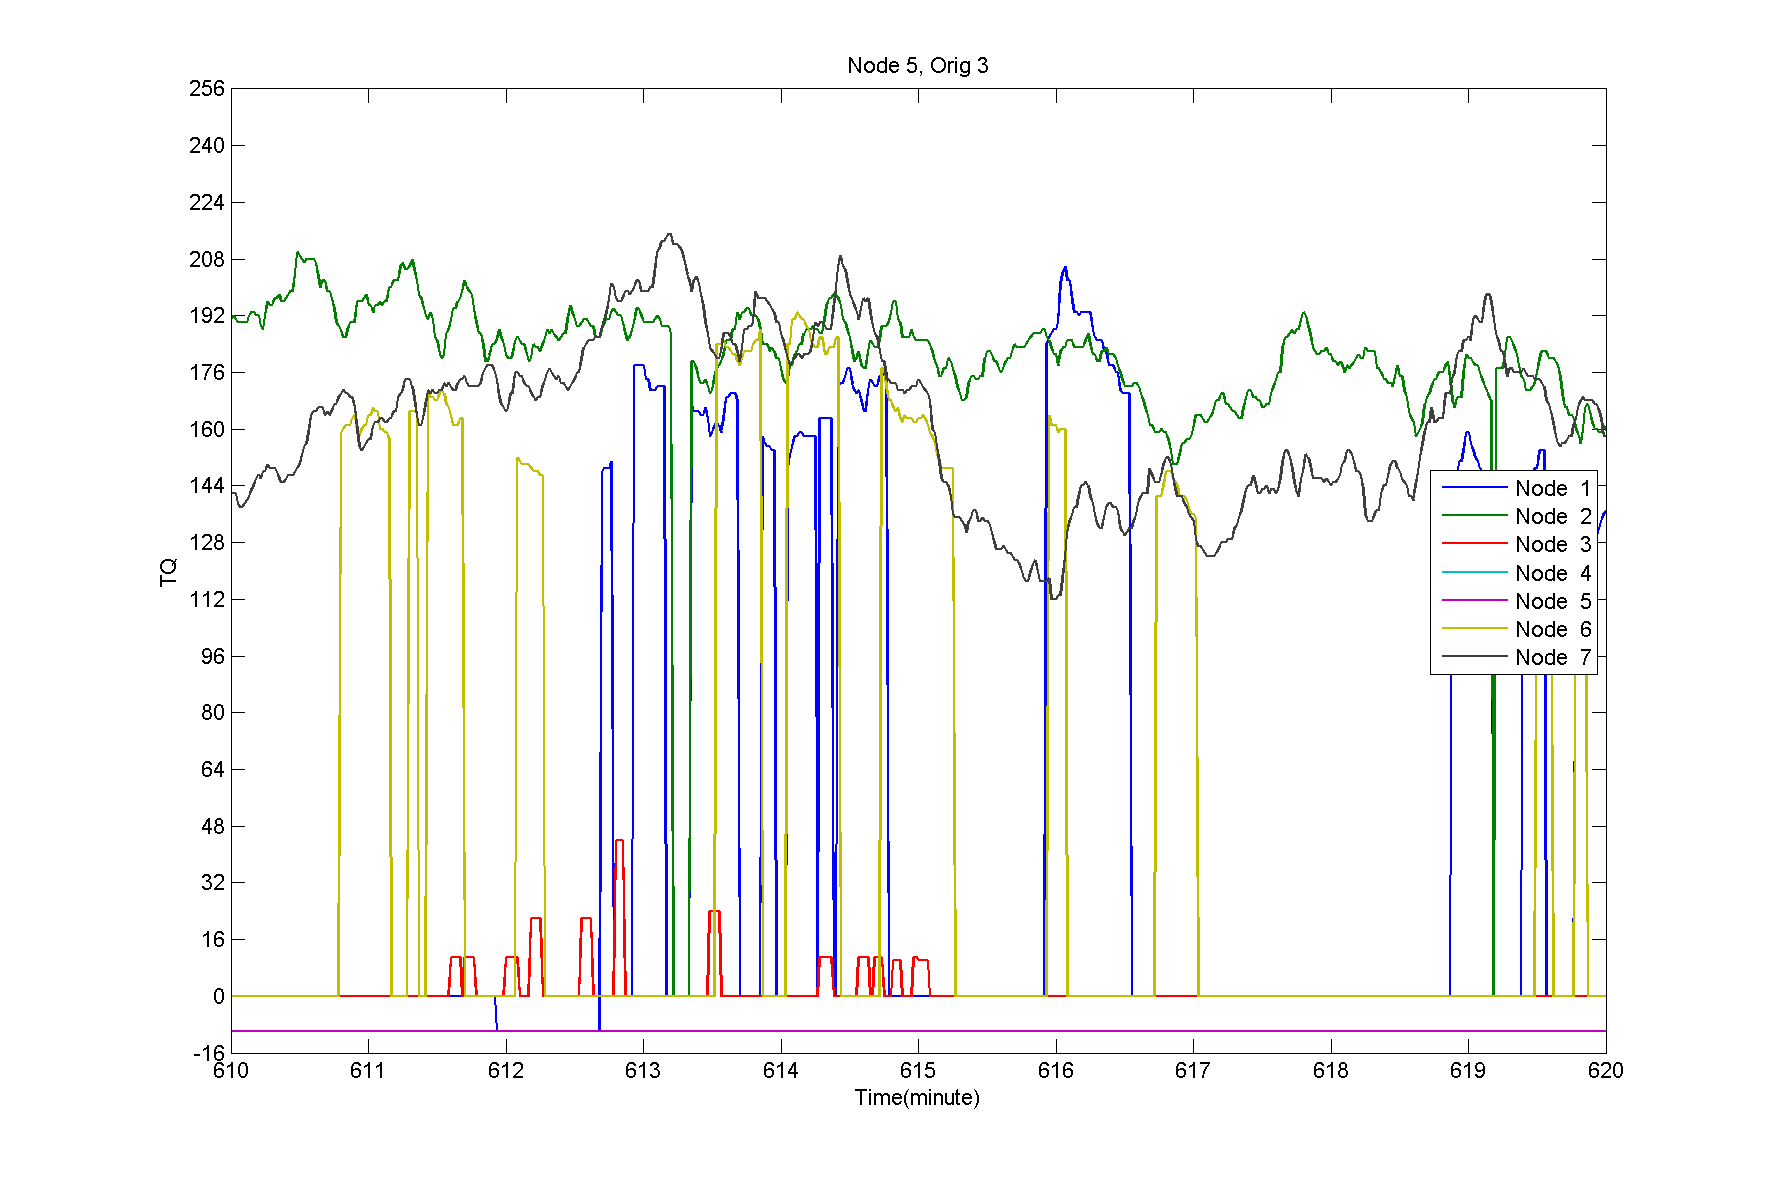 Node 5, Orig 3
256
240
224
208
192
176
160
144
128
112
96
80
64
48
32
16
0
-16
TQ
Node 1
Node 2
Node 3
Node 4
Node 5
Node 6
Node 7
610 611 612 613 614 615 616 617 618 619 620
Time(minute)